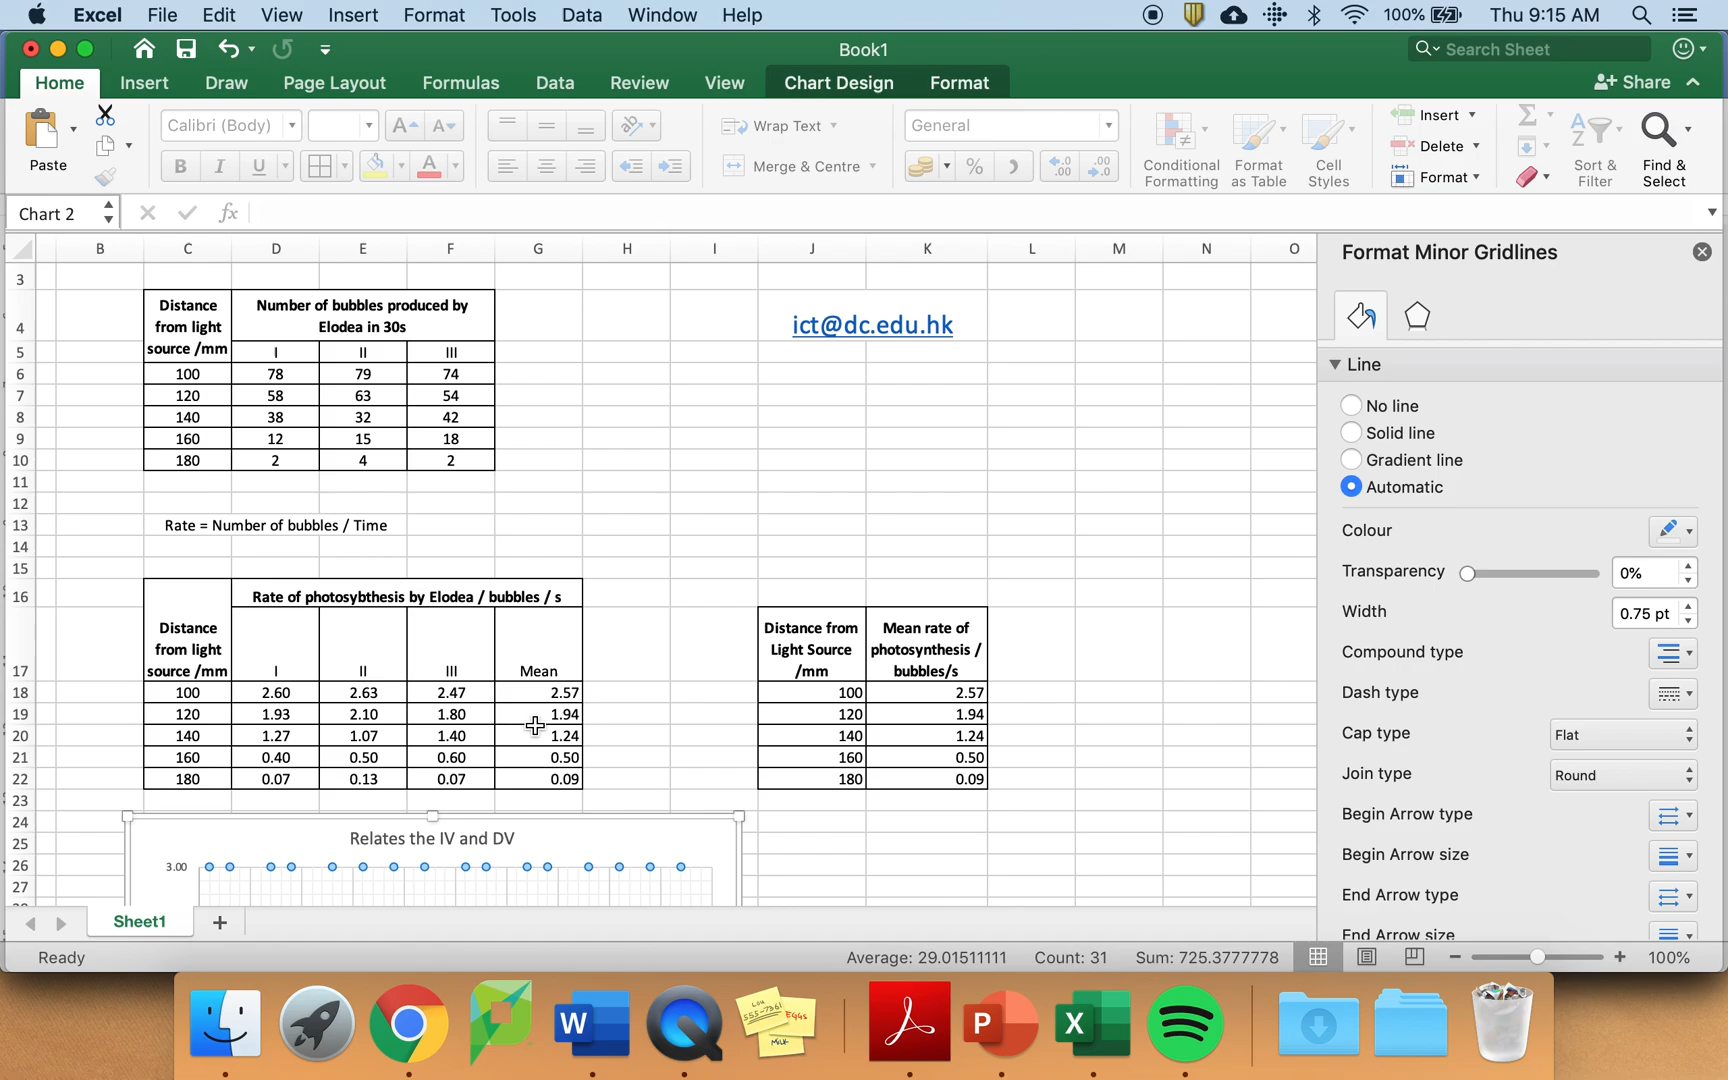 Excel File Edit View Insert Format Tools Data Window Help 100% Thu 9:15 AM
Book1 Search Sheet
Home Insert Draw Page Layout Formulas Data Review View Chart Design Format Share
Paste
Calibri (Body)
B I U
Wrap Text
Merge & Centre
General
Conditional Formatting
Format as Table
Cell Styles
Insert
Delete
Format
Sort & Filter
Find & Select
Chart 2 fx
B C D E F G H I J K L M N O
3
4
5
6
7
8
9
10
11
12
13
14
15
16
17
18
19
20
21
22
23
24
25
26
27
Distance
from light
source /mm
Number of bubbles produced by
Elodea in 30s
I II III
100 78 79 74
120 58 63 54
140 38 32 42
160 12 15 18
180 2 4 2
ict@dc.edu.hk
Rate = Number of bubbles / Time
Distance
from light
source /mm
Rate of photosybthesis by Elodea / bubbles / s
I II III Mean
100 2.60 2.63 2.47 2.57
120 1.93 2.10 1.80 1.94
140 1.27 1.07 1.40 1.24
160 0.40 0.50 0.60 0.50
180 0.07 0.13 0.07 0.09
Distance from
Light Source
/mm
Mean rate of
photosynthesis /
bubbles/s
100 2.57
120 1.94
140 1.24
160 0.50
180 0.09
Relates the IV and DV
3.00
Format Minor Gridlines
Line
No line
Solid line
Gradient line
Automatic
Colour
Transparency 0%
Width 0.75 pt
Compound type
Dash type
Cap type Flat
Join type Round
Begin Arrow type
Begin Arrow size
End Arrow type
End Arrow size
Sheet1
Ready Average: 29.01511111 Count: 31 Sum: 725.3777778 100%
W
LOU
555-7361
EGGS
MILK
P
X